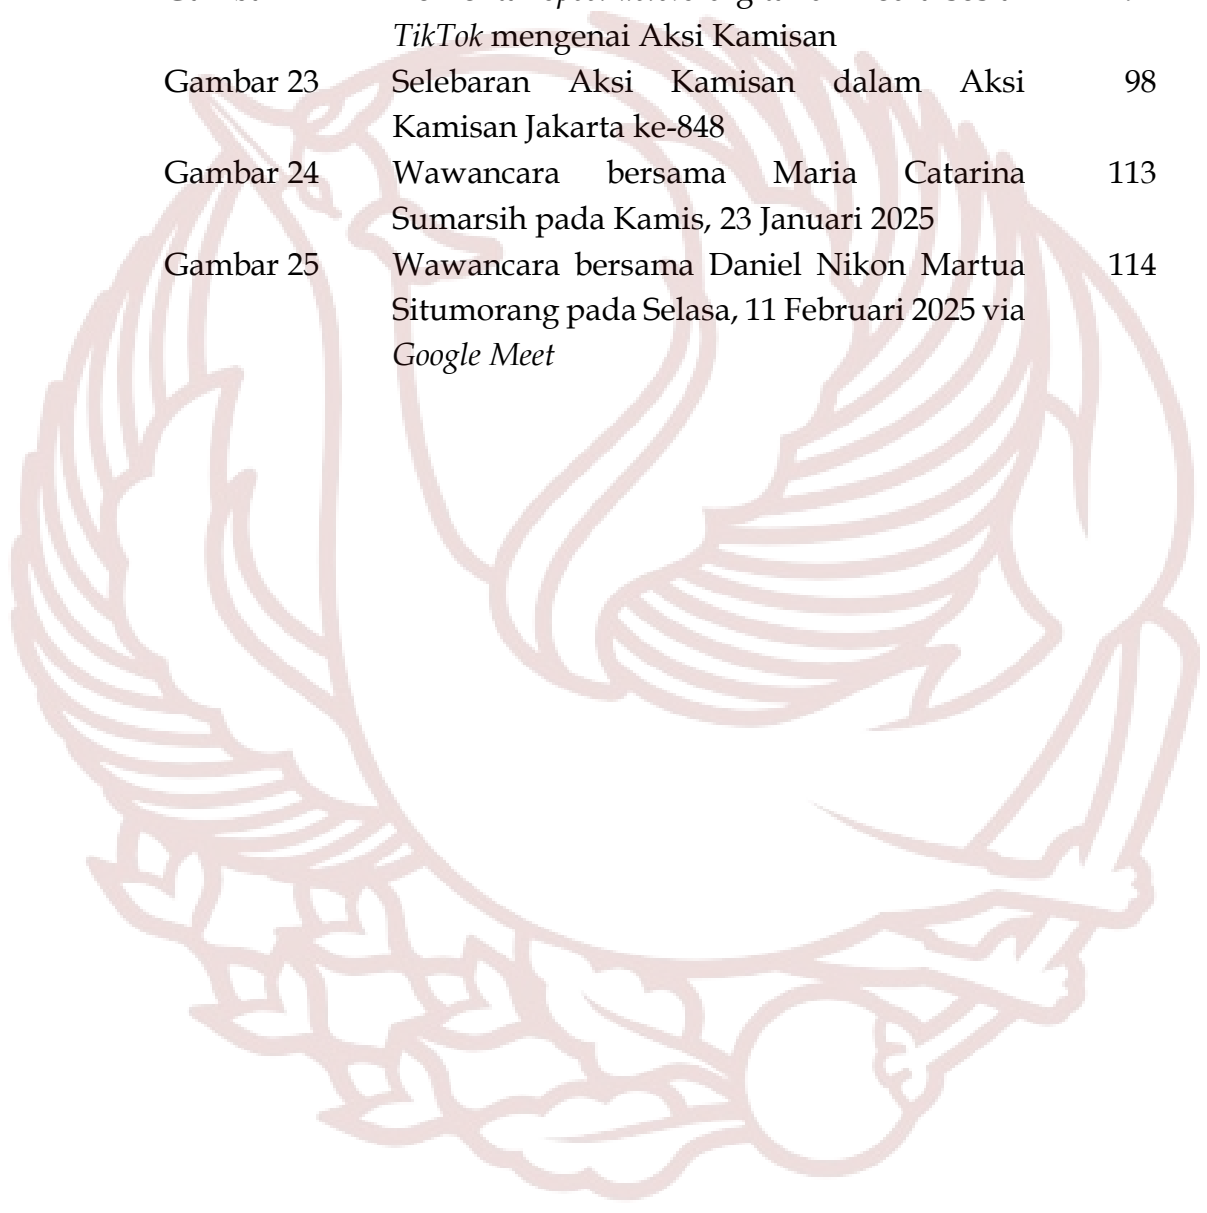 TikTok mengenai Aksi Kamisan
Gambar 23 Selebaran Aksi Kamisan dalam Aksi 98
Kamisan Jakarta ke-848
Gambar 24 Wawancara bersama Maria Catarina 113
Sumarsih pada Kamis, 23 Januari 2025
Gambar 25 Wawancara bersama Daniel Nikon Martua 114
Situmorang pada Selasa, 11 Februari 2025 via
Google Meet